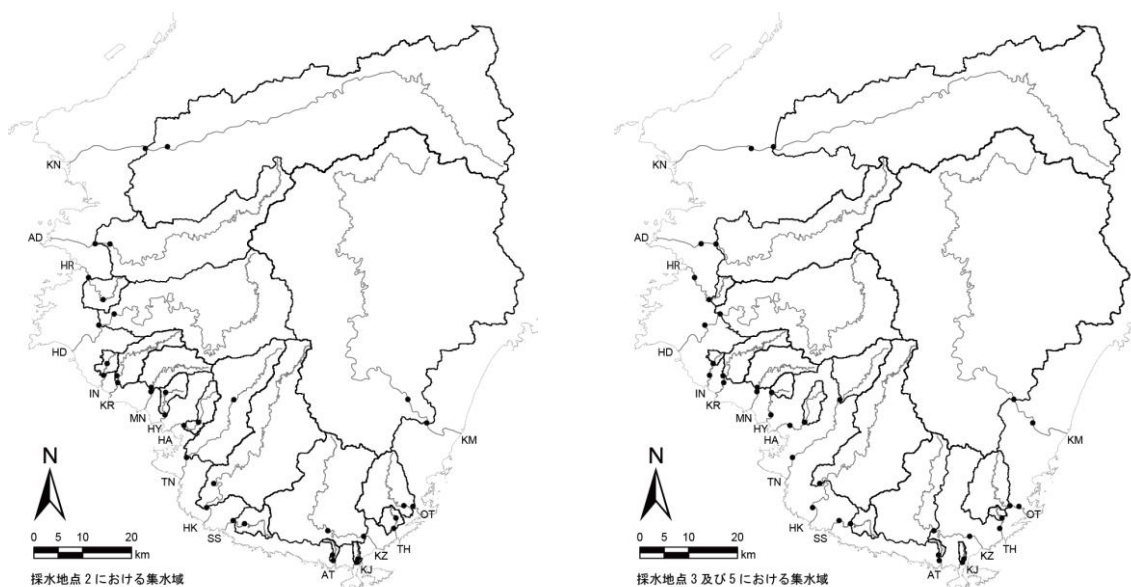 KN
AD
HR
HD
IN
KR
MN
HY
HA
TN
HK
SS
AT
KJ
KZ
TH
OT
KM
N
0 5 10 20
km
採水地点 2 における集水域
KN
AD
HR
HD
IN
KR
MN
HY
HA
TN
HK
SS
AT
KJ
KZ
TH
OT
KM
N
0 5 10 20
km
採水地点 3 及び 5 における集水域